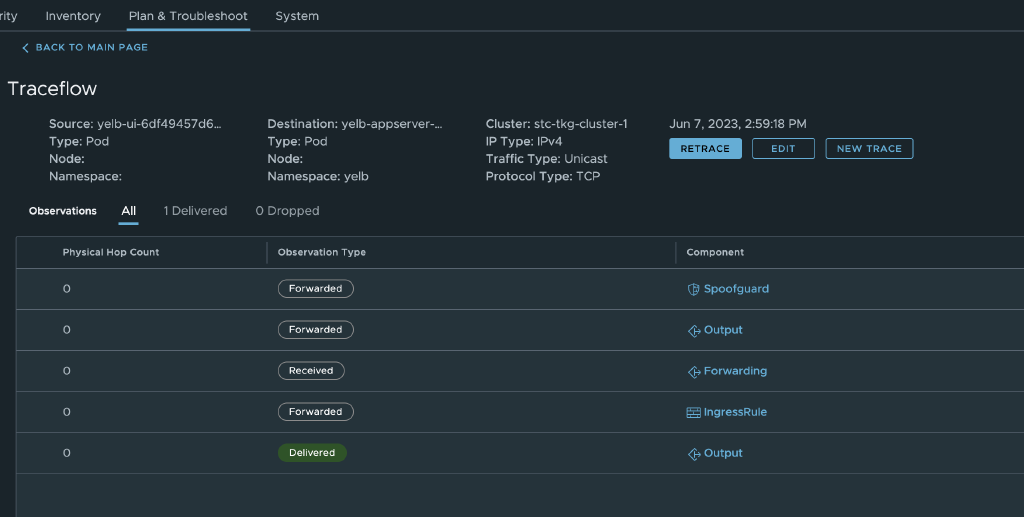 rity Inventory Plan & Troubleshoot System
BACK TO MAIN PAGE
Traceflow
Source: yelb-ui-6df49457d6... Destination: yelb-appserver-... Cluster: stc-tkg-cluster-1 Jun 7, 2023, 2:59:18 PM
Type: Pod Type: Pod IP Type: IPv4 RETRACE EDIT NEW TRACE
Node: Node: Traffic Type: Unicast
Namespace: Namespace: yelb Protocol Type: TCP
Observations All 1 Delivered 0 Dropped
Physical Hop Count Observation Type Component
0 Forwarded Spoofguard
0 Forwarded Output
0 Received Forwarding
0 Forwarded IngressRule
0 Delivered Output